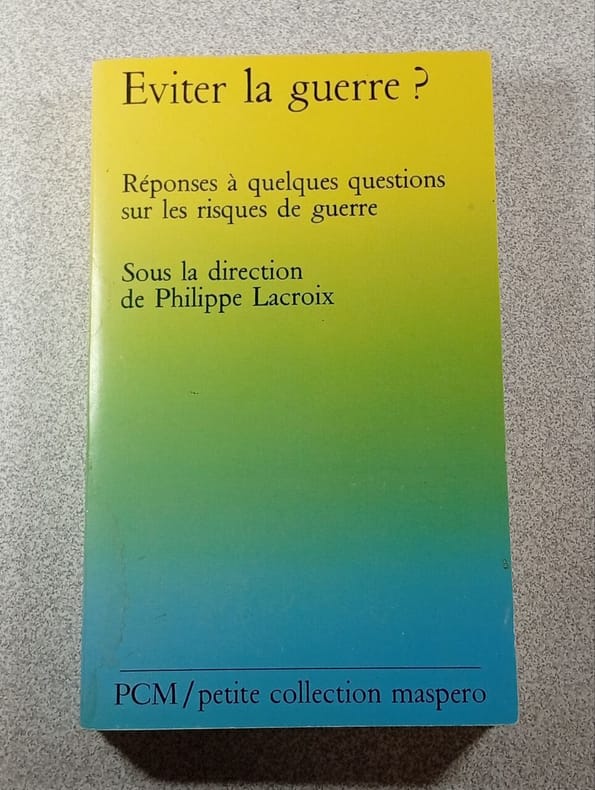 Eviter la guerre ?
Réponses à quelques questions
sur les risques de guerre
Sous la direction
de Philippe Lacroix
PCM/petite collection maspero